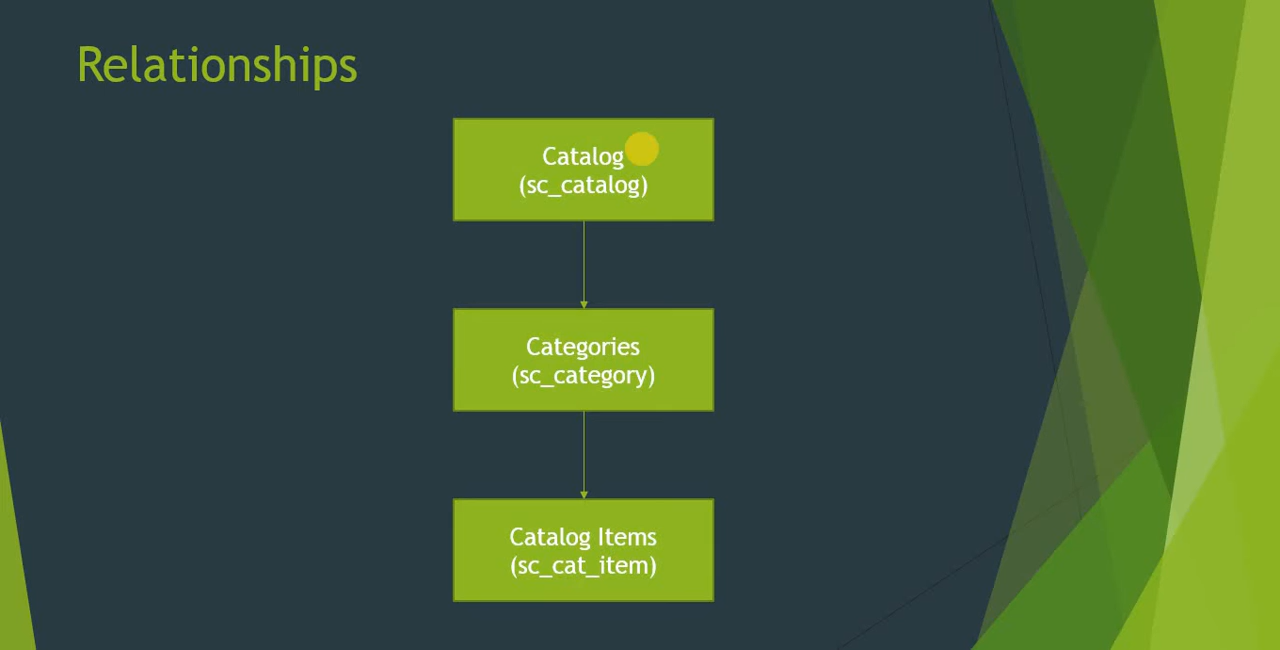 Relationships
Catalog
(sc_catalog)
Categories
(sc_category)
Catalog Items
(sc_cat_item)